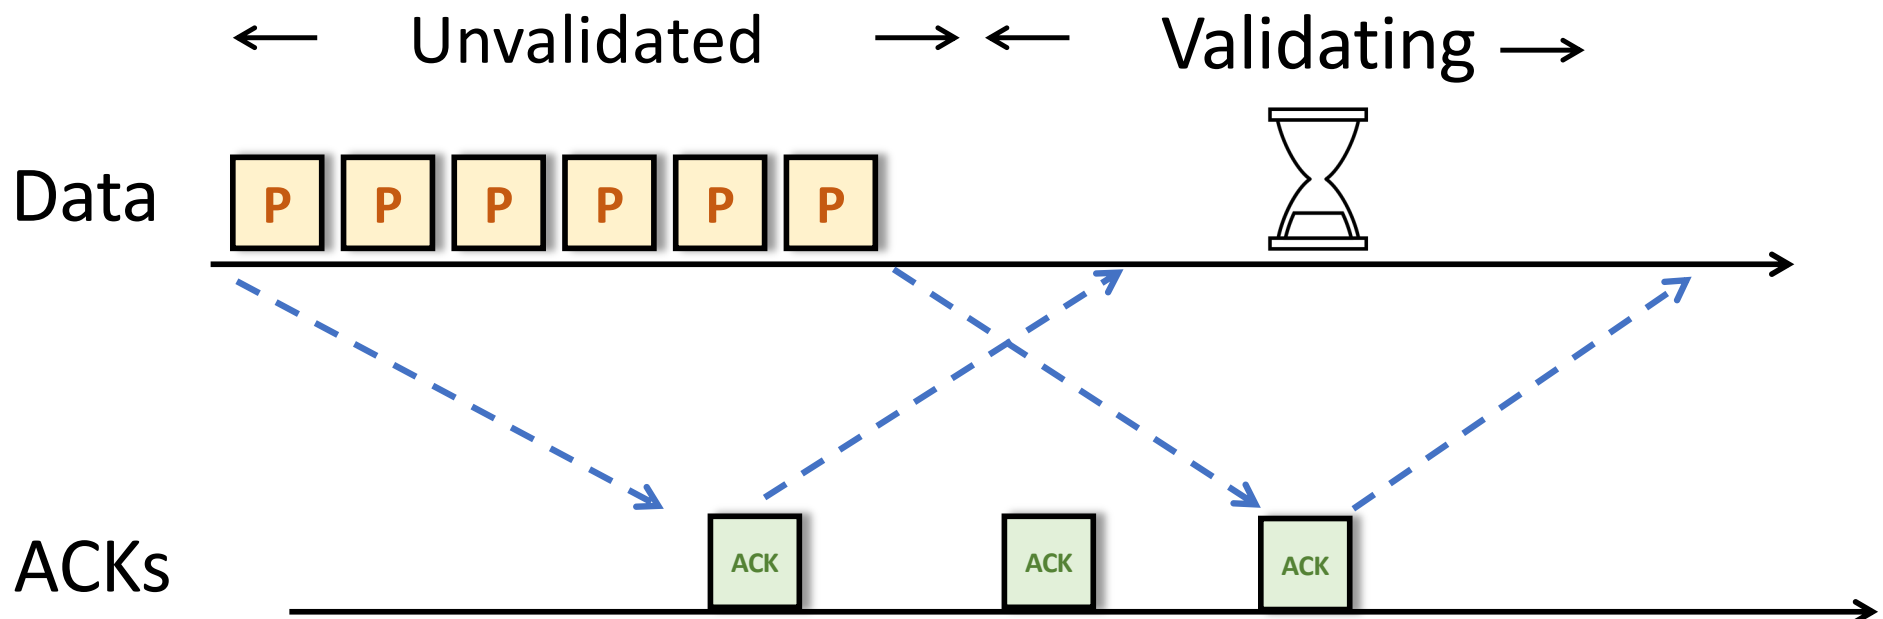 Unvalidated Validating
Data
P P P P P P
ACK ACK ACK
ACKs